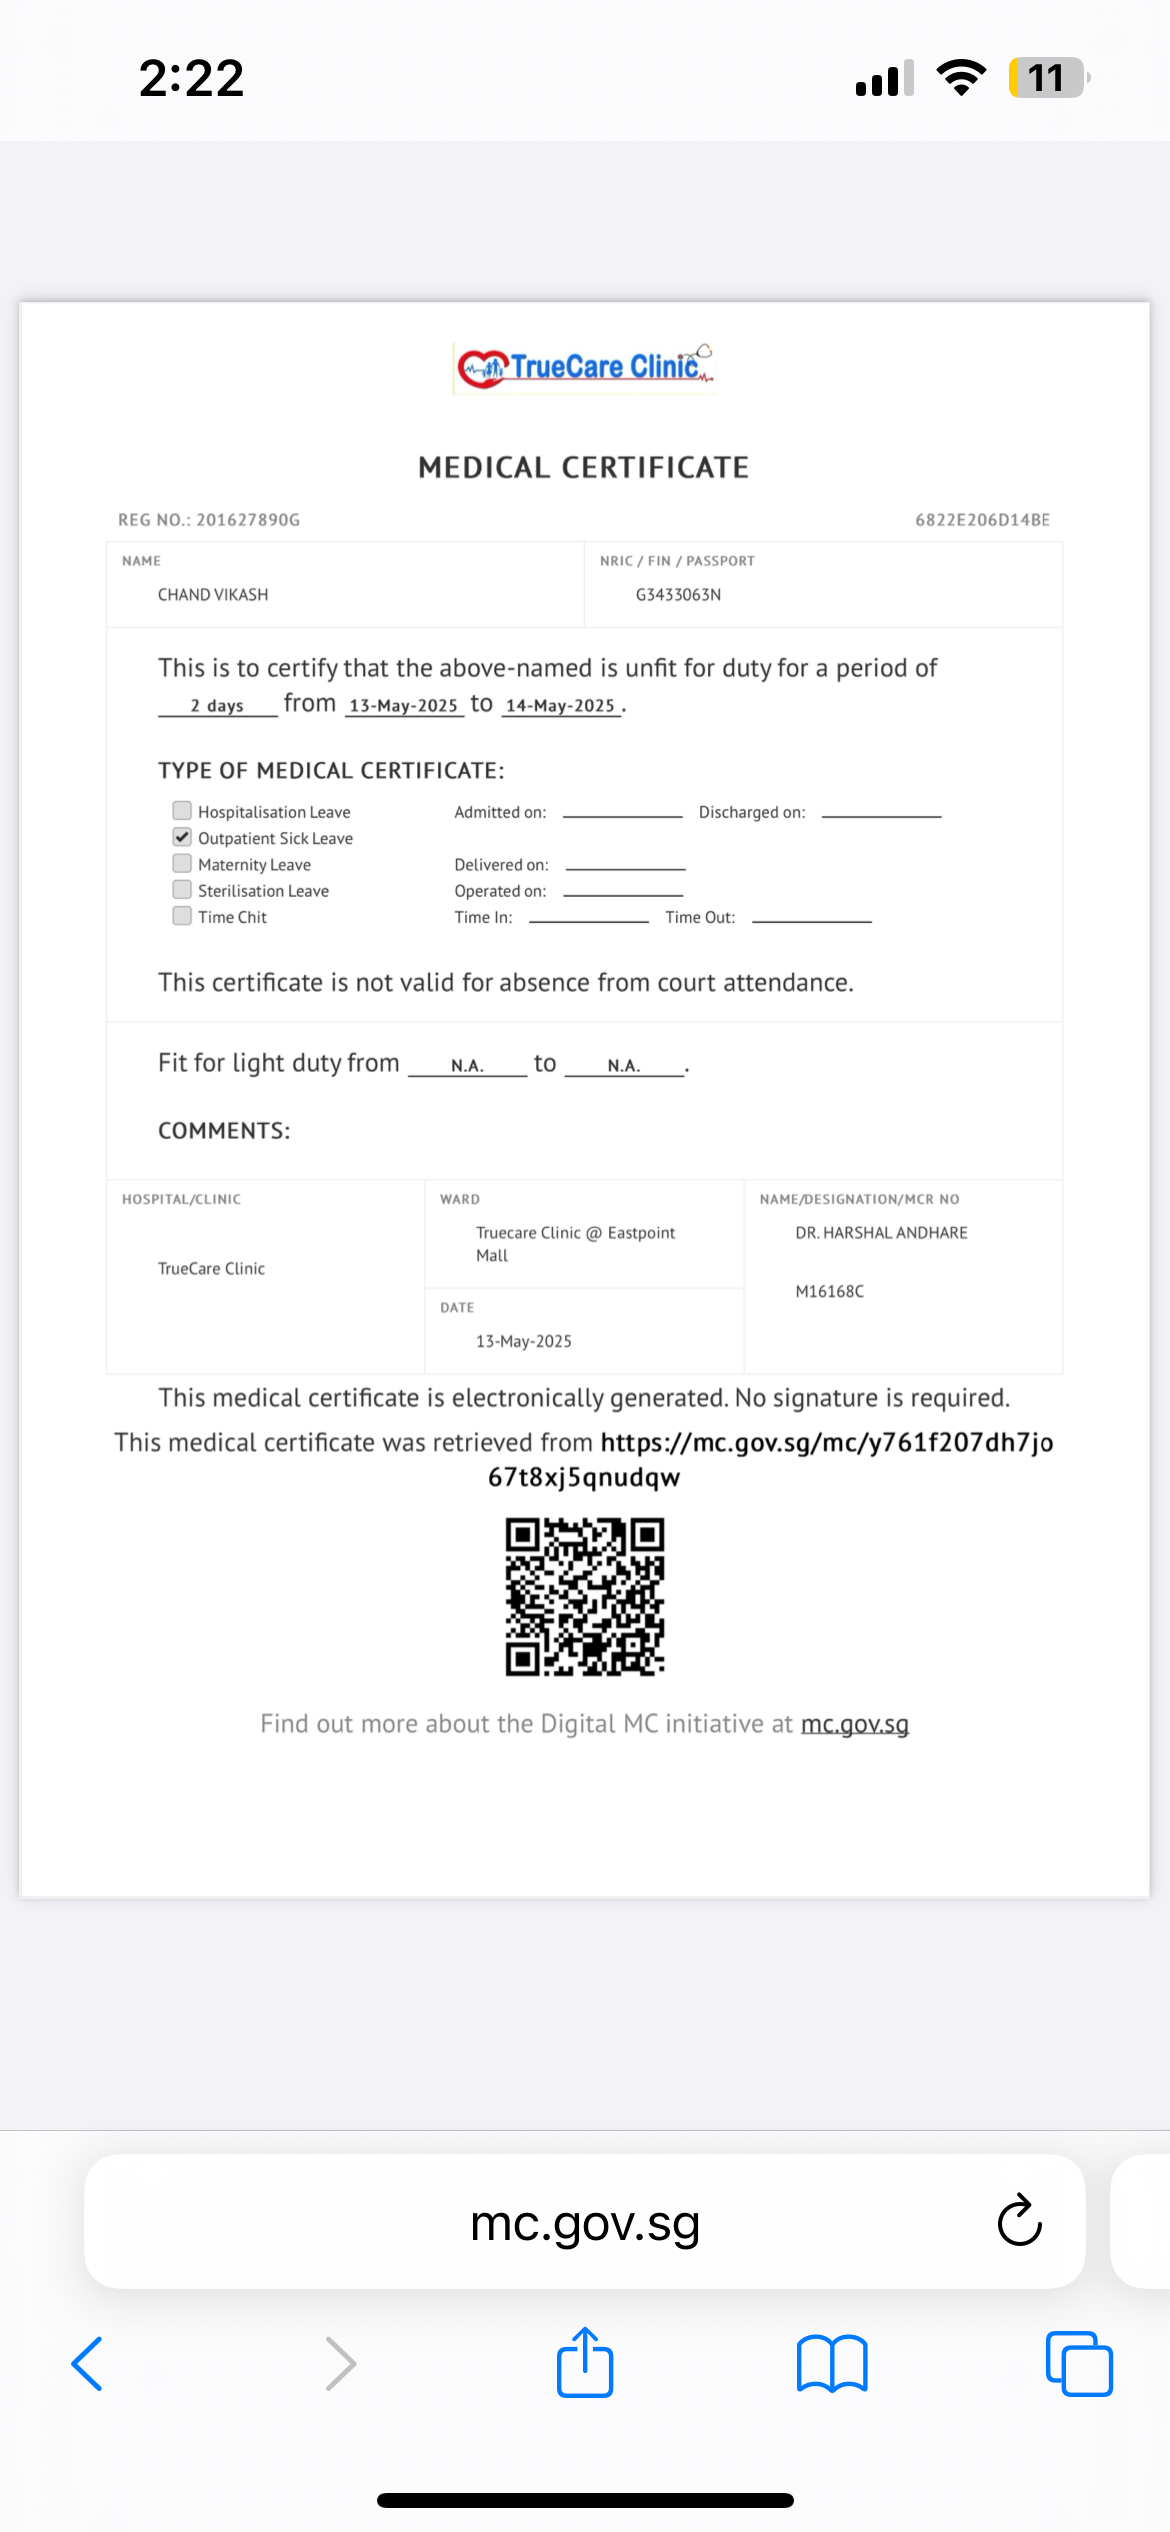 2:22
11
TrueCare Clinic
MEDICAL CERTIFICATE
REG NO.: 201627890G 6822E206D14BE
NAME NRIC / FIN / PASSPORT
CHAND VIKASH G3433063N
This is to certify that the above-named is unfit for duty for a period of
2 days from 13-May-2025 to 14-May-2025 .
TYPE OF MEDICAL CERTIFICATE:
Hospitalisation Leave Admitted on: Discharged on:
Outpatient Sick Leave
Maternity Leave Delivered on:
Sterilisation Leave Operated on:
Time Chit Time In: Time Out:
This certificate is not valid for absence from court attendance.
Fit for light duty from N.A. to N.A. .
COMMENTS:
HOSPITAL/CLINIC
TrueCare Clinic
WARD
Truecare Clinic @ Eastpoint
Mall
DATE
13-May-2025
NAME/DESIGNATION/MCR NO
DR. HARSHAL ANDHARE
M16168C
This medical certificate is electronically generated. No signature is required.
This medical certificate was retrieved from https://mc.gov.sg/mc/y761f207dh7jo
67t8xj5qnudqw
Find out more about the Digital MC initiative at mc.gov.sg
mc.gov.sg